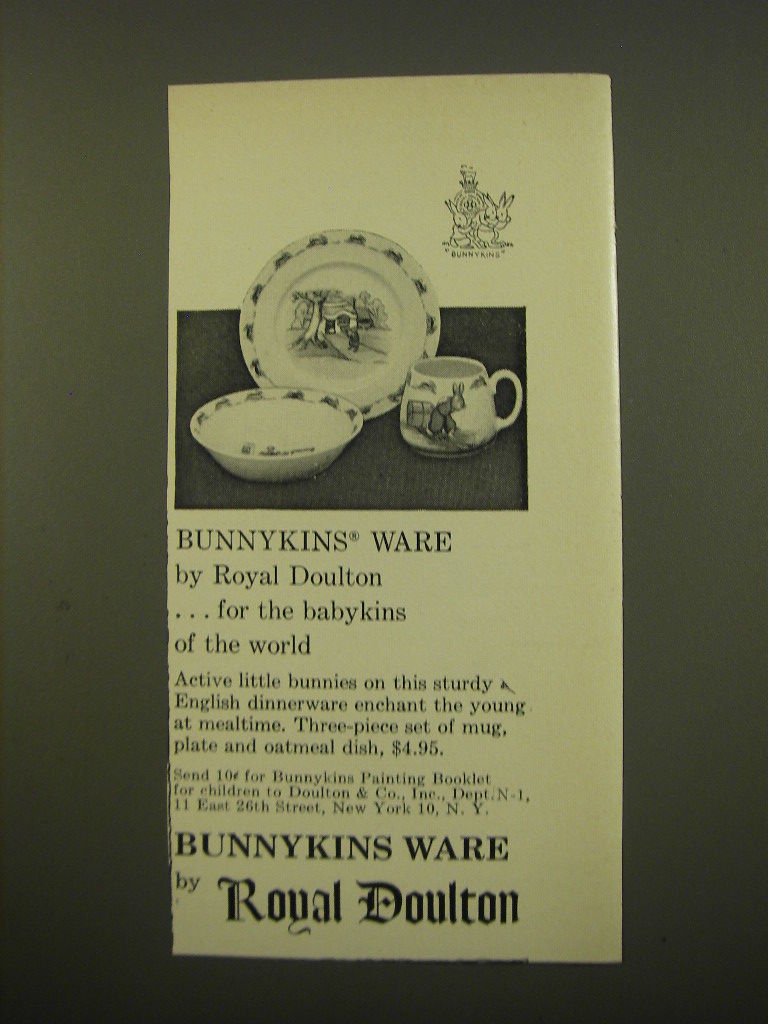 "BUNNYKINS"
BUNNYKINS® WARE
by Royal Doulton
...for the babykins
of the world
Active little bunnies on this sturdy
English dinnerware enchant the young
at mealtime. Three-piece set of mug,
plate and oatmeal dish, $4.95.
Send 10¢ for Bunnykins Painting Booklet
for children to Doulton & Co., Inc., Dept. N-1,
11 East 26th Street, New York 10, N. Y.
BUNNYKINS WARE
by Royal Doulton